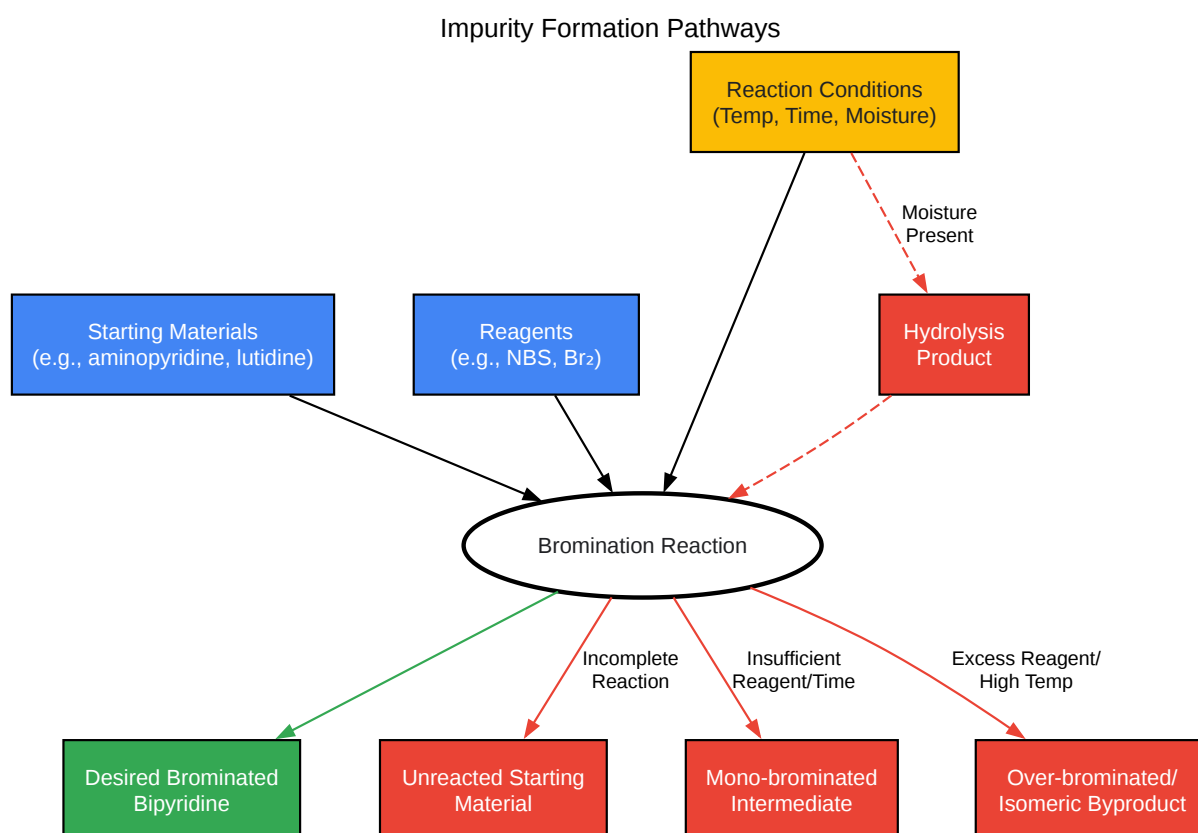 Impurity Formation Pathways
Reaction Conditions
(Temp, Time, Moisture)
Moisture
Present
Starting Materials
(e.g., aminopyridine, lutidine)
Reagents
(e.g., NBS, Br₂)
Hydrolysis
Product
Bromination Reaction
Incomplete
Reaction
Insufficient
Reagent/Time
Excess Reagent/
High Temp
Desired Brominated
Bipyridine
Unreacted Starting
Material
Mono-brominated
Intermediate
Over-brominated/
Isomeric Byproduct